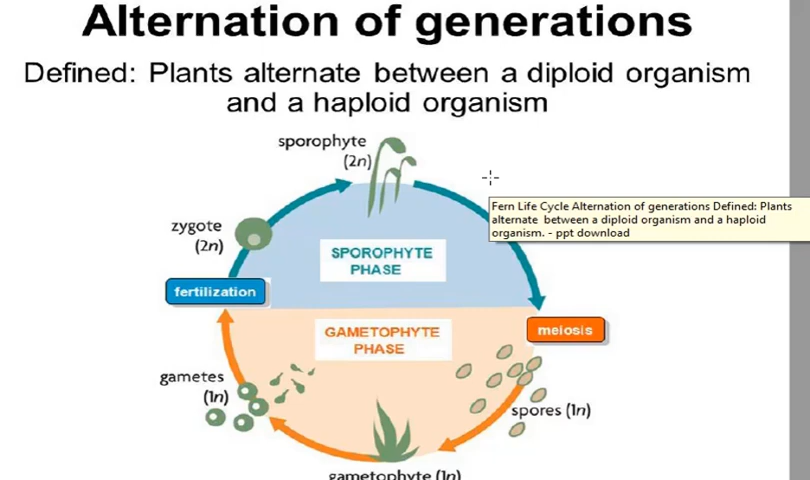 Alternation of generations
Defined: Plants alternate between a diploid organism
and a haploid organism
sporophyte
(2n)
Fern Life Cycle Alternation of generations Defined: Plants
alternate between a diploid organism and a haploid
organism. - ppt download
zygote
(2n)
SPOROPHYTE
PHASE
fertilization
GAMETOPHYTE
PHASE
meiosis
gametes
(1n)
spores (1n)
gametophyte (1n)